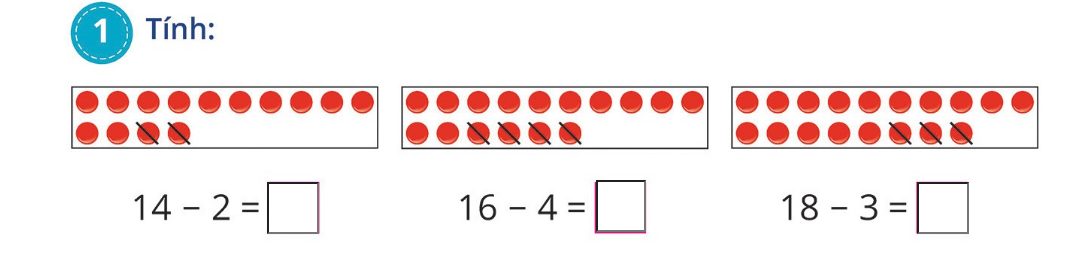 1 Tính:
14 – 2 =
16 – 4 =
18 – 3 =